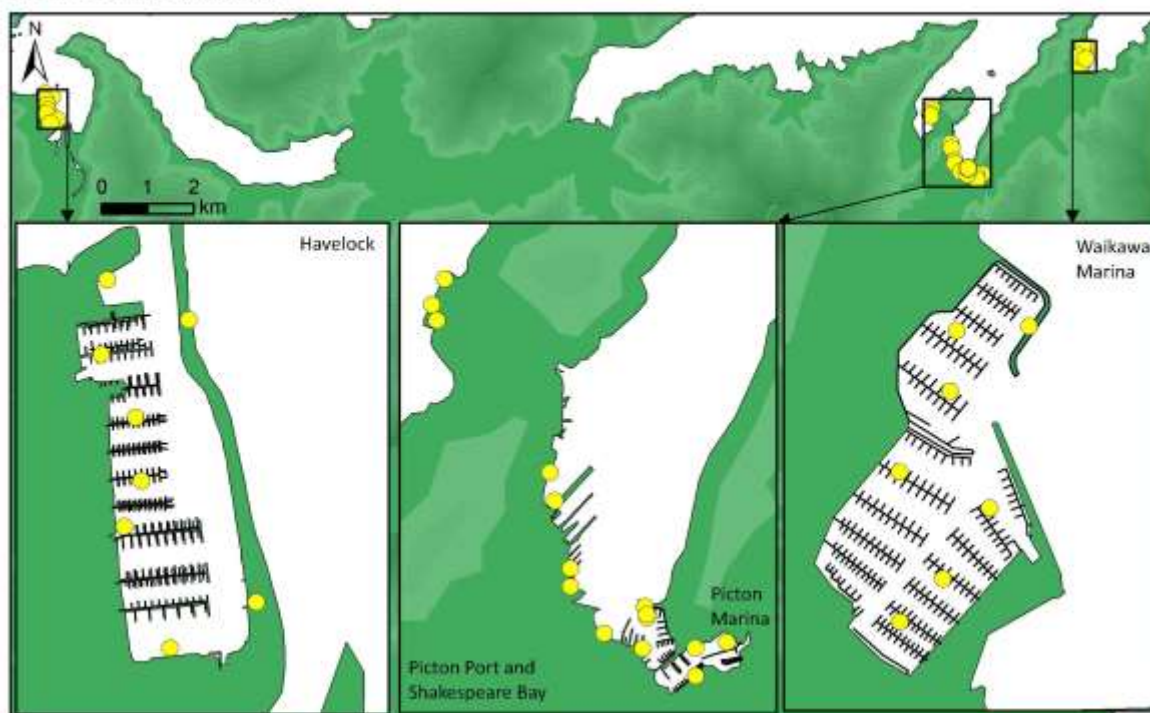 N
0 1 2
km
Havelock
Waikawa
Marina
Picton
Marina
Picton Port and
Shakespeare Bay